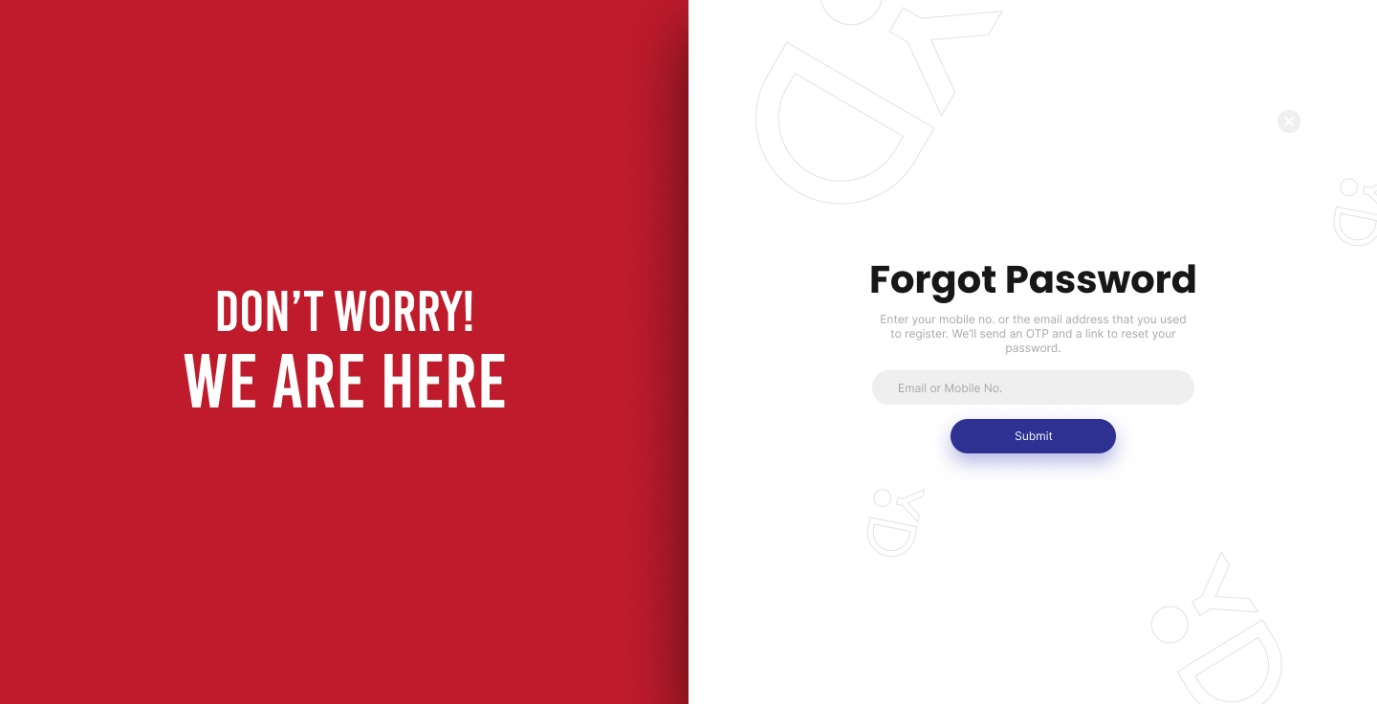 DON'T WORRY!
WE ARE HERE
Forgot Password
Enter your mobile no. or the email address that you used
to register. We'll send an OTP and a link to reset your
password.
Email or Mobile No.
Submit